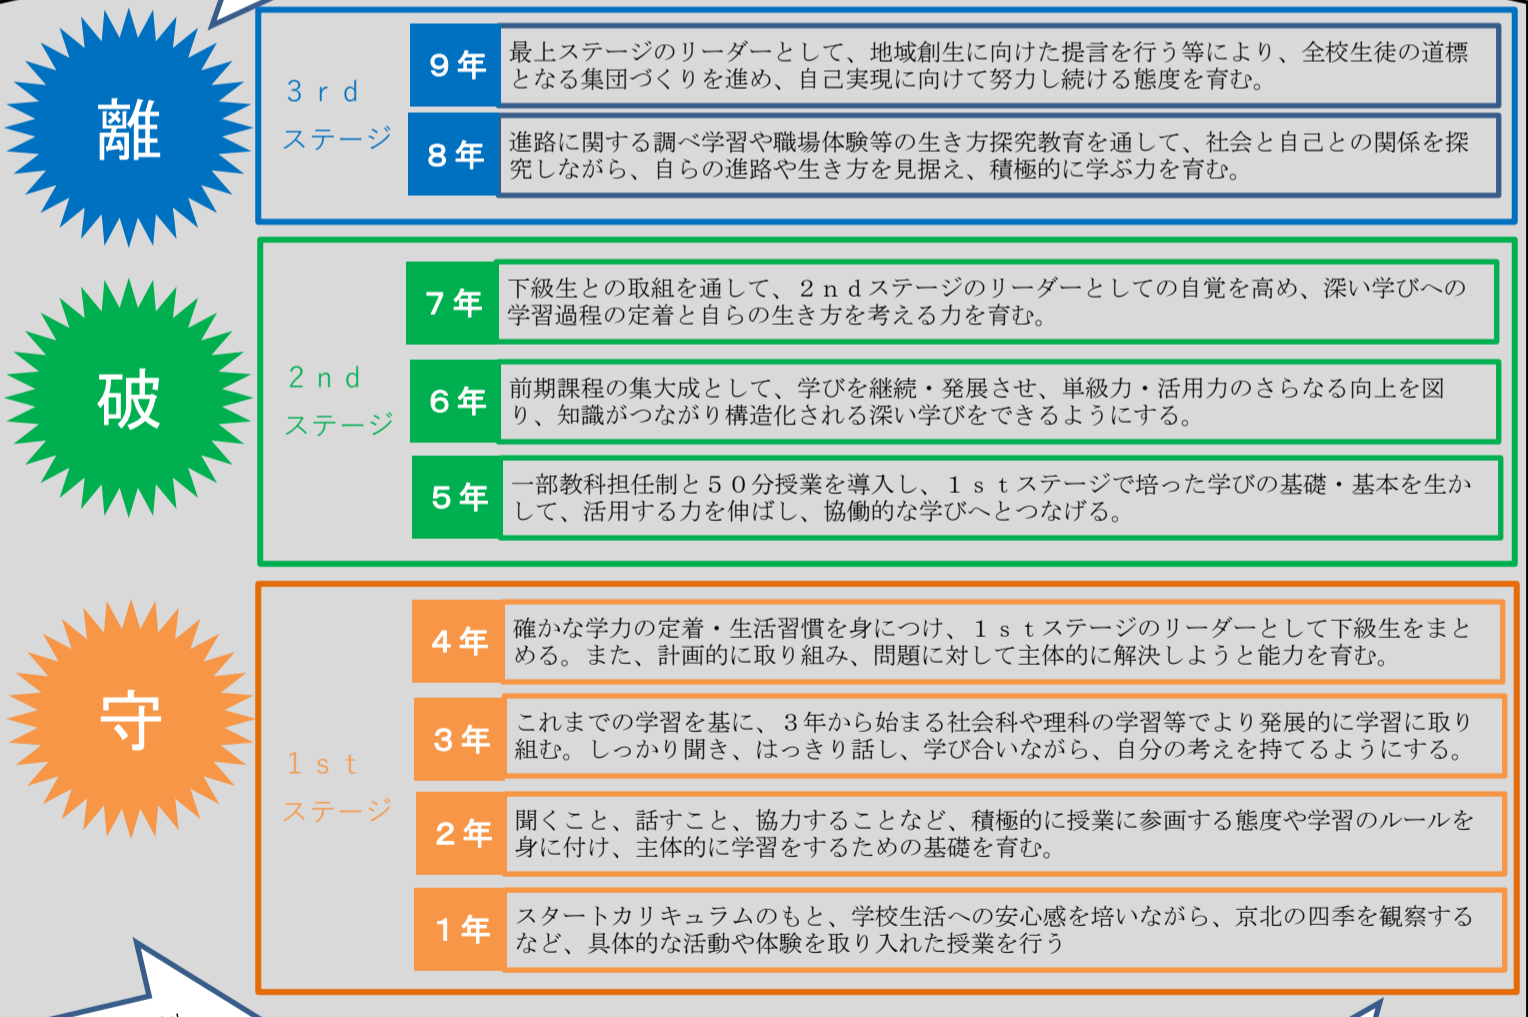 離
3rd
ステージ
9年
最上ステージのリーダーとして、地域創生に向けた提言を行う等により、全校生徒の道標
となる集団づくりを進め、自己実現に向けて努力し続ける態度を育む。
8年
進路に関する調べ学習や職場体験等の生き方探究教育を通して、社会と自己との関係を探
究しながら、自らの進路や生き方を見据え、積極的に学ぶ力を育む。
破
2nd
ステージ
7年
下級生との取組を通して、2ndステージのリーダーとしての自覚を高め、深い学びへの
学習過程の定着と自らの生き方を考える力を育む。
6年
前期課程の集大成として、学びを継続・発展させ、単級力・活用力のさらなる向上を図
り、知識がつながり構造化される深い学びをできるようにする。
5年
一部教科担任制と50分授業を導入し、1stステージで培った学びの基礎・基本を生か
して、活用する力を伸ばし、協働的な学びへとつなげる。
守
1st
ステージ
4年
確かな学力の定着・生活習慣を身につけ、1stステージのリーダーとして下級生をまと
める。また、計画的に取り組み、問題に対して主体的に解決しようと能力を育む。
3年
これまでの学習を基に、3年から始まる社会科や理科の学習等でより発展的に学習に取り
組む。しっかり聞き、はっきり話し、学び合いながら、自分の考えを持てるようにする。
2年
聞くこと、話すこと、協力することなど、積極的に授業に参画する態度や学習のルールを
身に付け、主体的に学習をするための基礎を育む。
1年
スタートカリキュラムのもと、学校生活への安心感を培いながら、京北の四季を観察する
など、具体的な活動や体験を取り入れた授業を行う